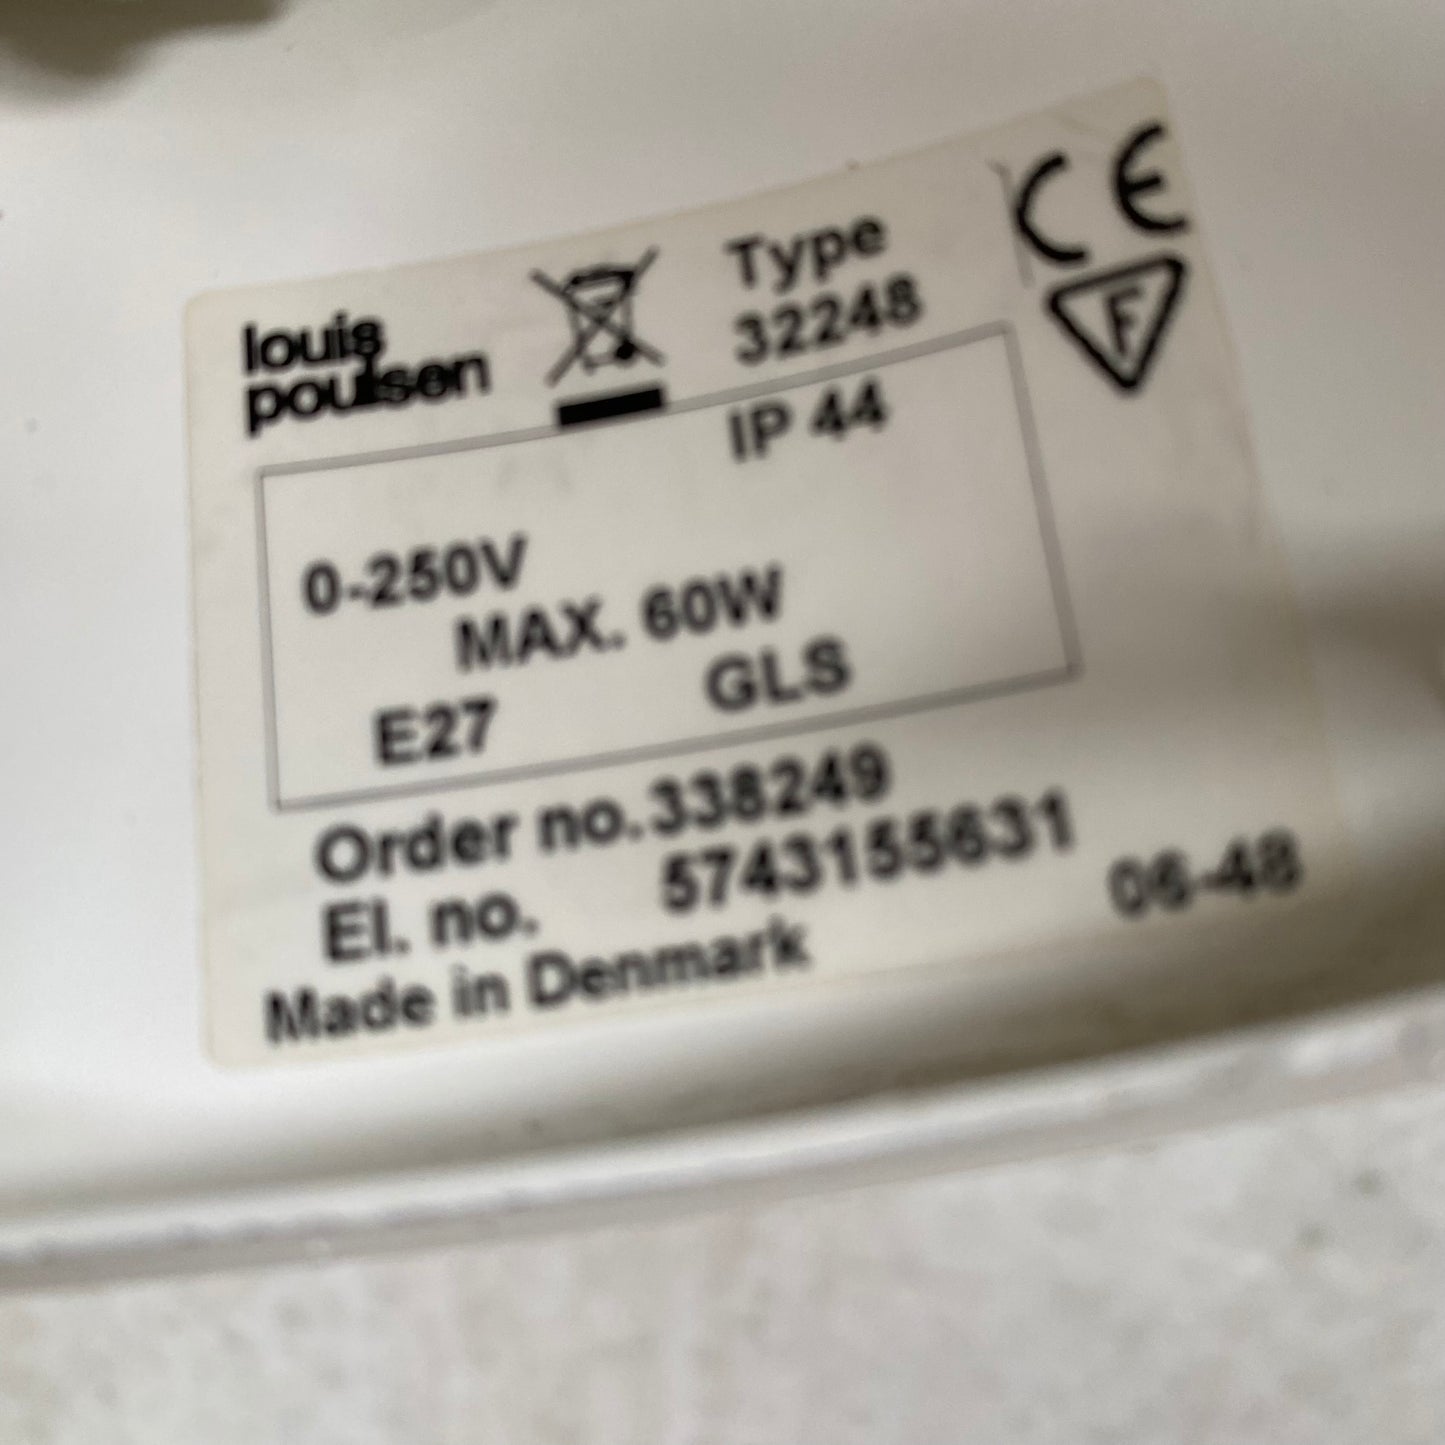 louis
poulsen
Type
32248
CE
F
IP 44
0-250V
MAX. 60W
E27 GLS
Order no.338249
El. no. 5743155631
06-48
Made in Denmark